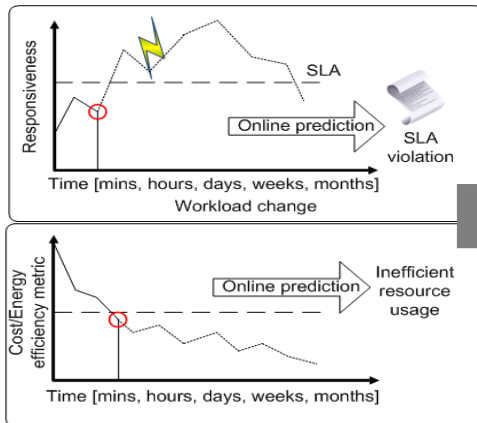 Responsiveness
SLA
Online prediction
SLA
violation
Time [mins, hours, days, weeks, months]
Workload change
Cost/Energy
efficiency metric
Online prediction
Inefficient
resource
usage
Time [mins, hours, days, weeks, months]